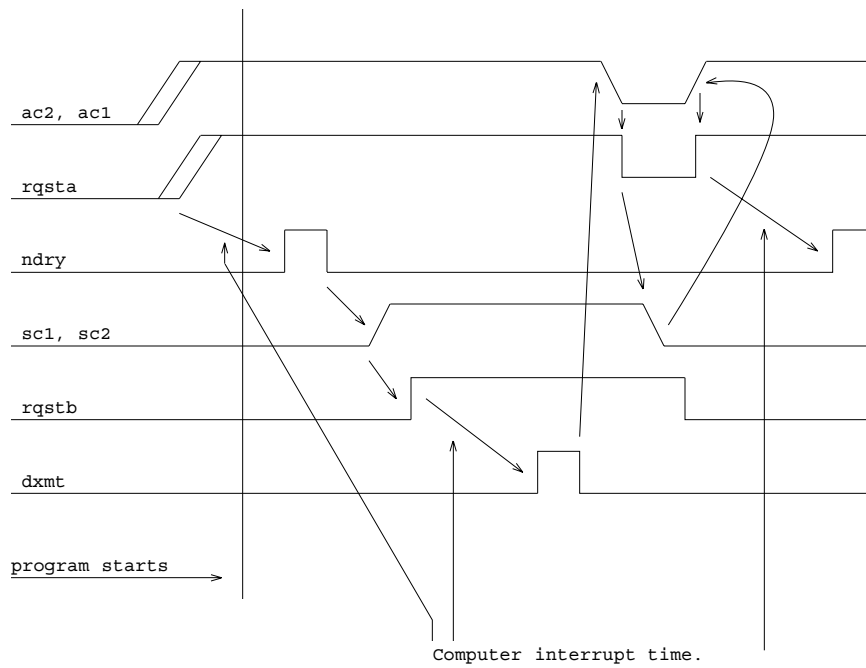 ac2, ac1
rqsta
ndry
sc1, sc2
rqstb
dxmt
program starts
Computer interrupt time.